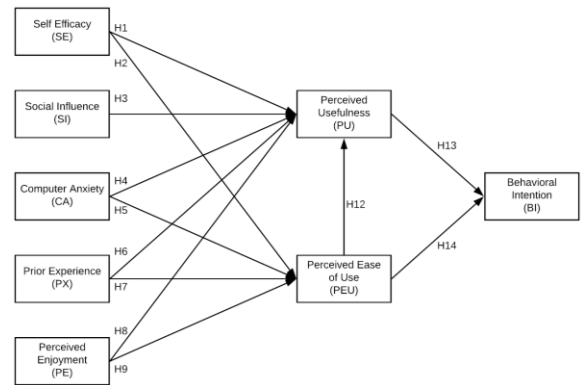 Self Efficacy
(SE)
H1
H2
Social Influence
(SI)
H3
Perceived
Usefulness
(PU)
H13
Computer Anxiety
(CA)
H4
H5
H12
Behavioral
Intention
(BI)
H14
Prior Experience
(PX)
H6
H7
Perceived Ease
of Use
(PEU)
Perceived
Enjoyment
(PE)
H8
H9